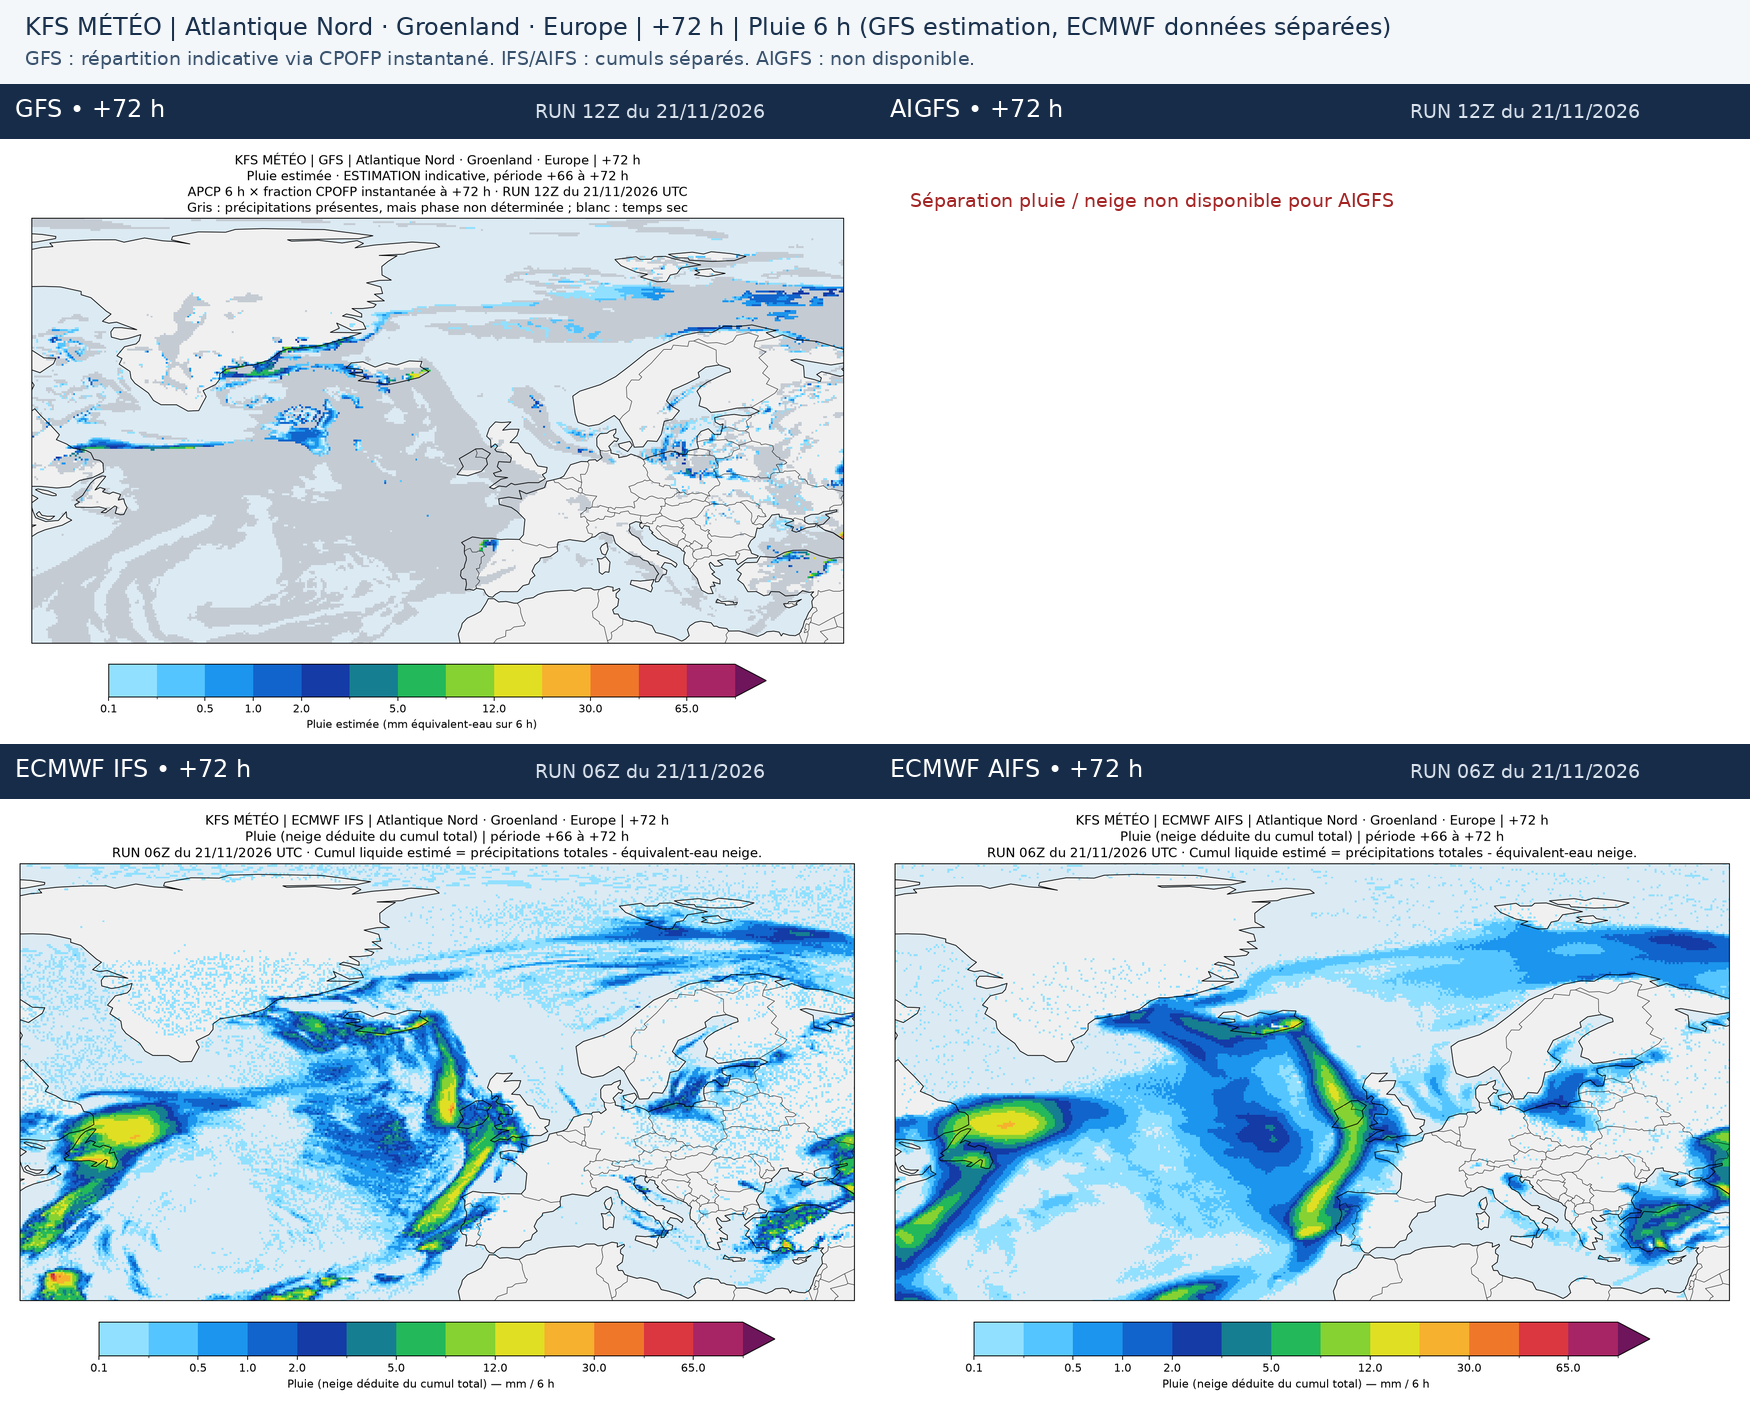 KFS MÉTÉO | Atlantique Nord · Groenland · Europe | +72 h | Pluie 6 h (GFS estimation, ECMWF données séparées)
GFS : répartition indicative via CPOFP instantané. IFS/AIFS : cumuls séparés. AIGFS : non disponible.
GFS • +72 h
RUN 12Z du 21/11/2026
AIGFS • +72 h
RUN 12Z du 21/11/2026
KFS MÉTÉO | GFS | Atlantique Nord · Groenland · Europe | +72 h
Pluie estimée · ESTIMATION indicative, période +66 à +72 h
APCP 6 h × fraction CPOFP instantanée à +72 h · RUN 12Z du 21/11/2026 UTC
Gris : précipitations présentes, mais phase non déterminée ; blanc : temps sec
Séparation pluie / neige non disponible pour AIGFS
0.1 0.5 1.0 2.0 5.0 12.0 30.0 65.0
Pluie estimée (mm équivalent-eau sur 6 h)
ECMWF IFS • +72 h
RUN 06Z du 21/11/2026
ECMWF AIFS • +72 h
RUN 06Z du 21/11/2026
KFS MÉTÉO | ECMWF IFS | Atlantique Nord · Groenland · Europe | +72 h
Pluie (neige déduite du cumul total) | période +66 à +72 h
RUN 06Z du 21/11/2026 UTC · Cumul liquide estimé = précipitations totales - équivalent-eau neige.
0.1 0.5 1.0 2.0 5.0 12.0 30.0 65.0
Pluie (neige déduite du cumul total) — mm / 6 h
KFS MÉTÉO | ECMWF AIFS | Atlantique Nord · Groenland · Europe | +72 h
Pluie (neige déduite du cumul total) | période +66 à +72 h
RUN 06Z du 21/11/2026 UTC · Cumul liquide estimé = précipitations totales - équivalent-eau neige.
0.1 0.5 1.0 2.0 5.0 12.0 30.0 65.0
Pluie (neige déduite du cumul total) — mm / 6 h